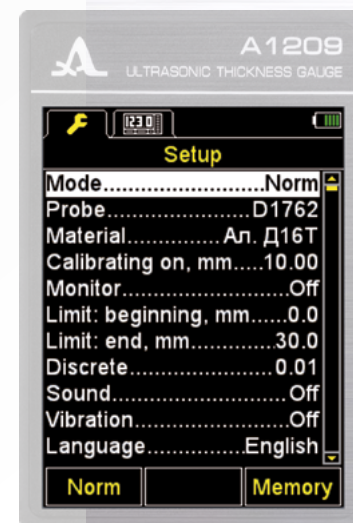 A1209
ULTRASONIC THICKNESS GAUGE
1230
Setup
Mode..................Norm
Probe..................D1762
Material...............Ал. Д16Т
Calibrating on, mm.....10.00
Monitor...................Off
Limit: beginning, mm......0.0
Limit: end, mm.............30.0
Discrete..................0.01
Sound.....................Off
Vibration..................Off
Language...............English
Norm
Memory